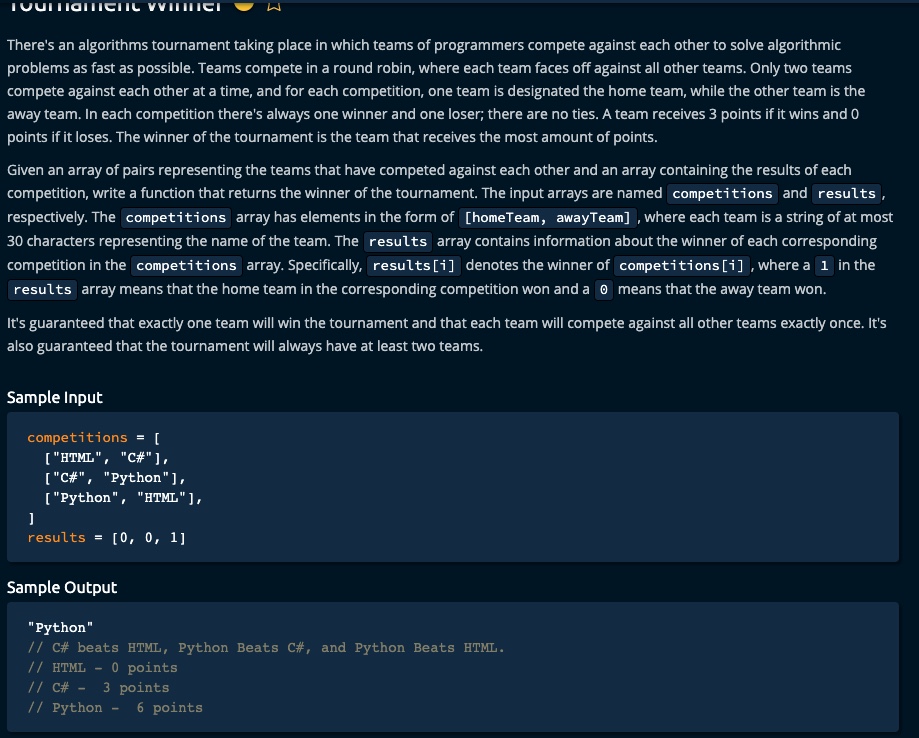 Tournament Winner
There's an algorithms tournament taking place in which teams of programmers compete against each other to solve algorithmic
problems as fast as possible. Teams compete in a round robin, where each team faces off against all other teams. Only two teams
compete against each other at a time, and for each competition, one team is designated the home team, while the other team is the
away team. In each competition there's always one winner and one loser; there are no ties. A team receives 3 points if it wins and 0
points if it loses. The winner of the tournament is the team that receives the most amount of points.
Given an array of pairs representing the teams that have competed against each other and an array containing the results of each
competition, write a function that returns the winner of the tournament. The input arrays are named competitions and results,
respectively. The competitions array has elements in the form of [homeTeam, awayTeam], where each team is a string of at most
30 characters representing the name of the team. The results array contains information about the winner of each corresponding
competition in the competitions array. Specifically, results[i] denotes the winner of competitions[i], where a 1 in the
results array means that the home team in the corresponding competition won and a 0 means that the away team won.
It's guaranteed that exactly one team will win the tournament and that each team will compete against all other teams exactly once. It's
also guaranteed that the tournament will always have at least two teams.
Sample Input
competitions = [
["HTML", "C#"],
["C#", "Python"],
["Python", "HTML"],
]
results = [0, 0, 1]
Sample Output
"Python"
// C# beats HTML, Python Beats C#, and Python Beats HTML.
// HTML - 0 points
// C# -  3 points
// Python -  6 points